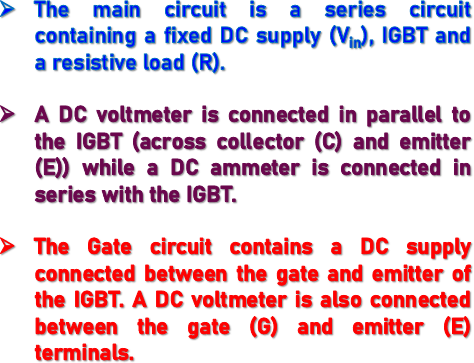 ➢ The main circuit is a series circuit
containing a fixed DC supply (Vin), IGBT and
a resistive load (R).
➢ A DC voltmeter is connected in parallel to
the IGBT (across collector (C) and emitter
(E)) while a DC ammeter is connected in
series with the IGBT.
➢ The Gate circuit contains a DC supply
connected between the gate and emitter of
the IGBT. A DC voltmeter is also connected
between the gate (G) and emitter (E)
terminals.